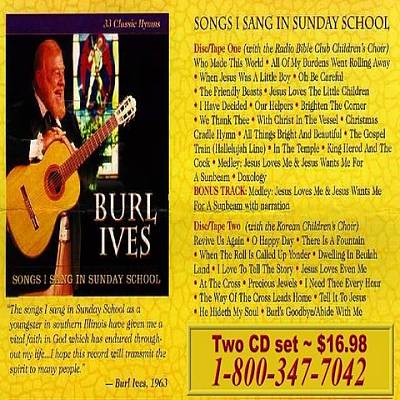 33 Classic Hymns
BURL
IVES
SONGS I SANG IN SUNDAY SCHOOL
"The songs I sang in Sunday School as a
youngster in southern Illinois have given me a
vital faith in God which has endured through-
out my life...I hope this record will transmit the
spirit to many people."
— Burl Ives, 1963
SONGS I SANG IN SUNDAY SCHOOL
Disc/Tape One (with the Radio Bible Club Children's Choir)
Who Made This World • All Of My Burdens Went Rolling Away
• When Jesus Was A Little Boy • Oh Be Careful
• The Friendly Beasts • Jesus Loves The Little Children
• I Have Decided • Our Helpers • Brighten The Corner
• We Thank Thee • With Christ In The Vessel • Christmas
Cradle Hymn • All Things Bright And Beautiful • The Gospel
Train (Hallelujah Line) • In The Temple • King Herod And The
Cock • Medley: Jesus Loves Me & Jesus Wants Me For
A Sunbeam • Doxology
BONUS TRACK: Medley: Jesus Loves Me & Jesus Wants Me
For A Sunbeam with narration
Disc/Tape Two (with the Korean Children's Choir)
Revive Us Again • O Happy Day • There Is A Fountain
• When The Roll Is Called Up Yonder • Dwelling In Beulah
Land • I Love To Tell The Story • Jesus Loves Even Me
• At The Cross • Precious Jewels • I Need Thee Every Hour
• The Way Of The Cross Leads Home • Tell It To Jesus
• He Hideth My Soul • Burl's Goodbye/Abide With Me
Two CD set ~ $16.98
1-800-347-7042